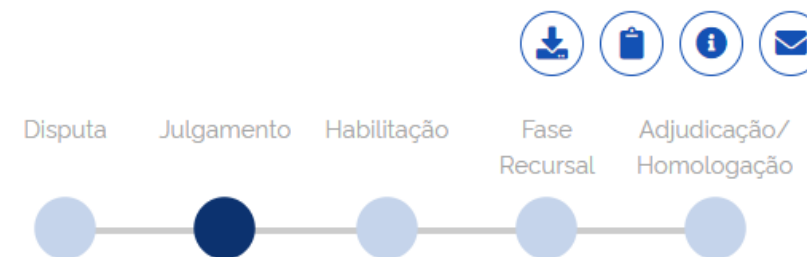 Disputa Julgamento Habilitação Fase Adjudicação/
Recursal Homologação